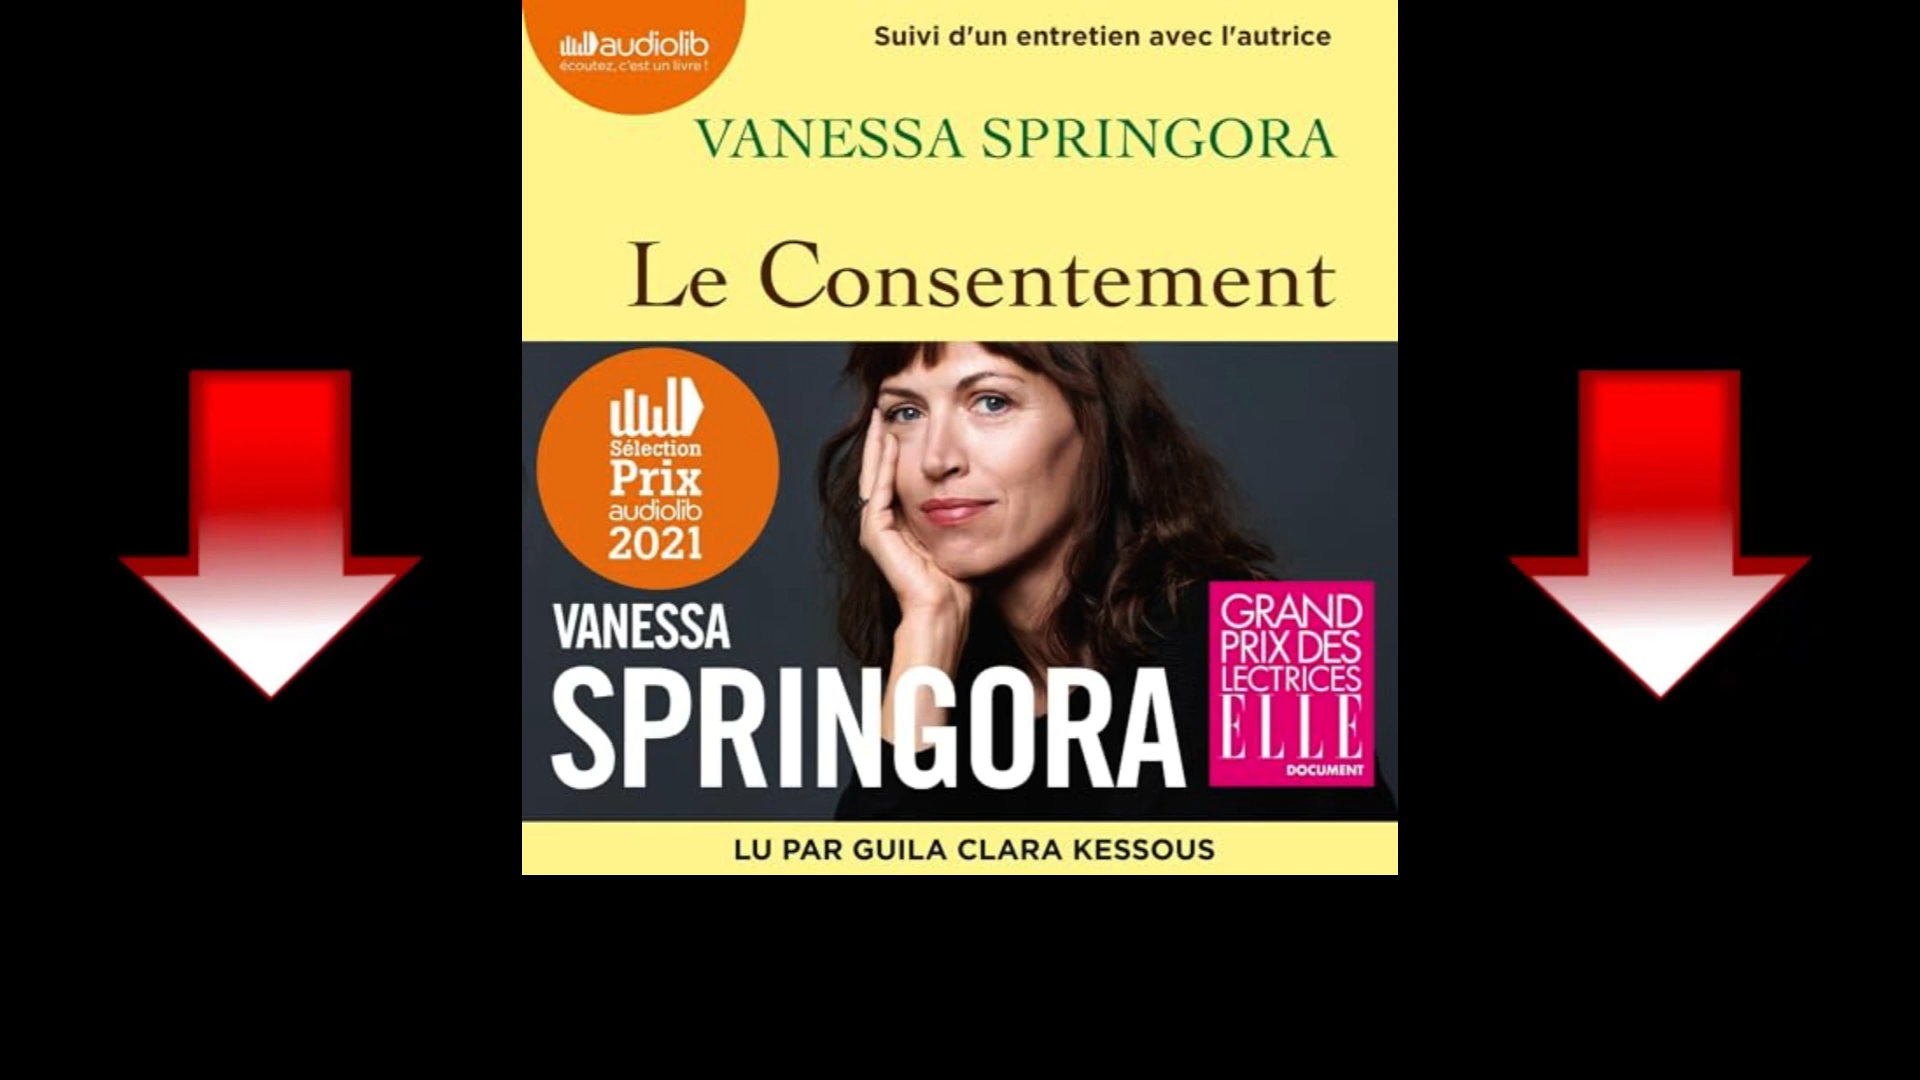 audiolib
écoutez, c'est un livre !
Suivi d'un entretien avec l'autrice
VANESSA SPRINGORA
Le Consentement
Sélection
Prix
audiolib
2021
VANESSA
SPRINGORA
GRAND
PRIX DES
LECTRICES
ELLE
DOCUMENT
LU PAR GUILA CLARA KESSOUS